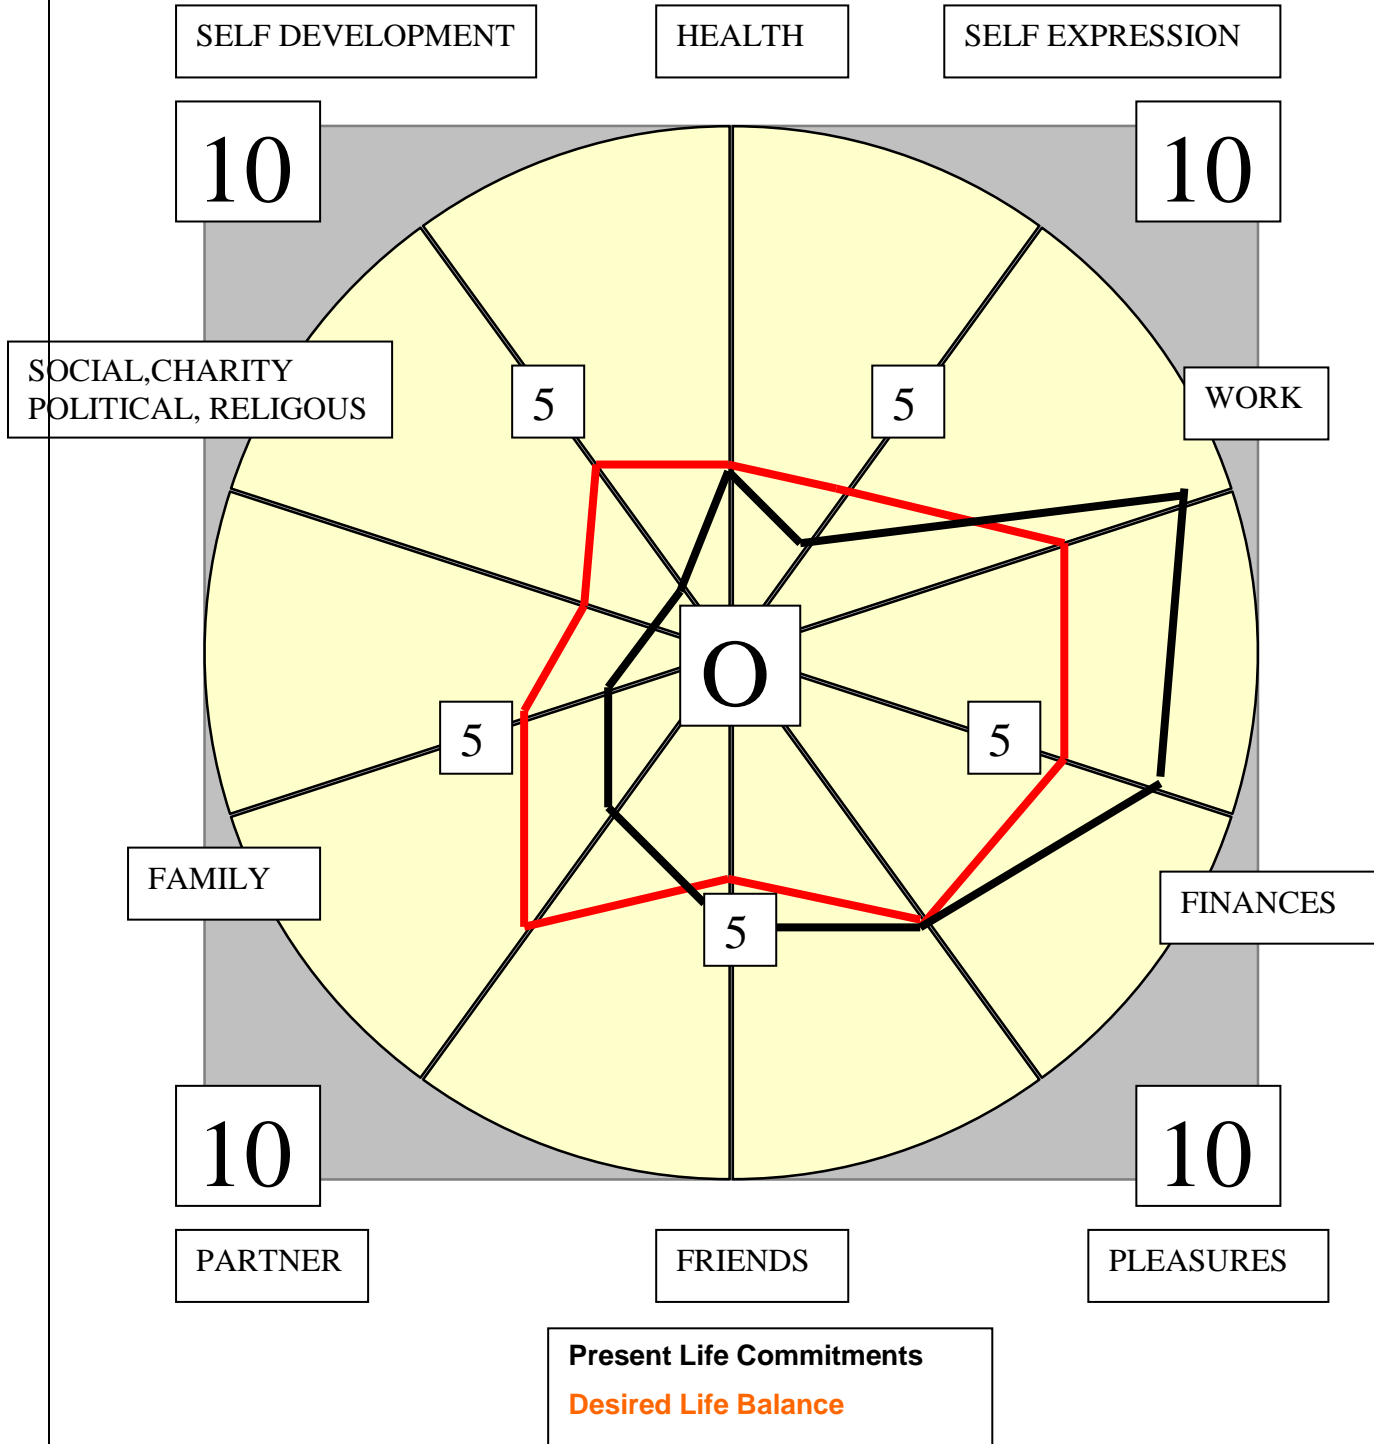 SELF DEVELOPMENT
HEALTH
SELF EXPRESSION
10
10
SOCIAL,CHARITY
POLITICAL, RELIGOUS
5
5
WORK
O
5
5
FAMILY
FINANCES
5
10
10
PARTNER
FRIENDS
PLEASURES
Present Life Commitments
Desired Life Balance